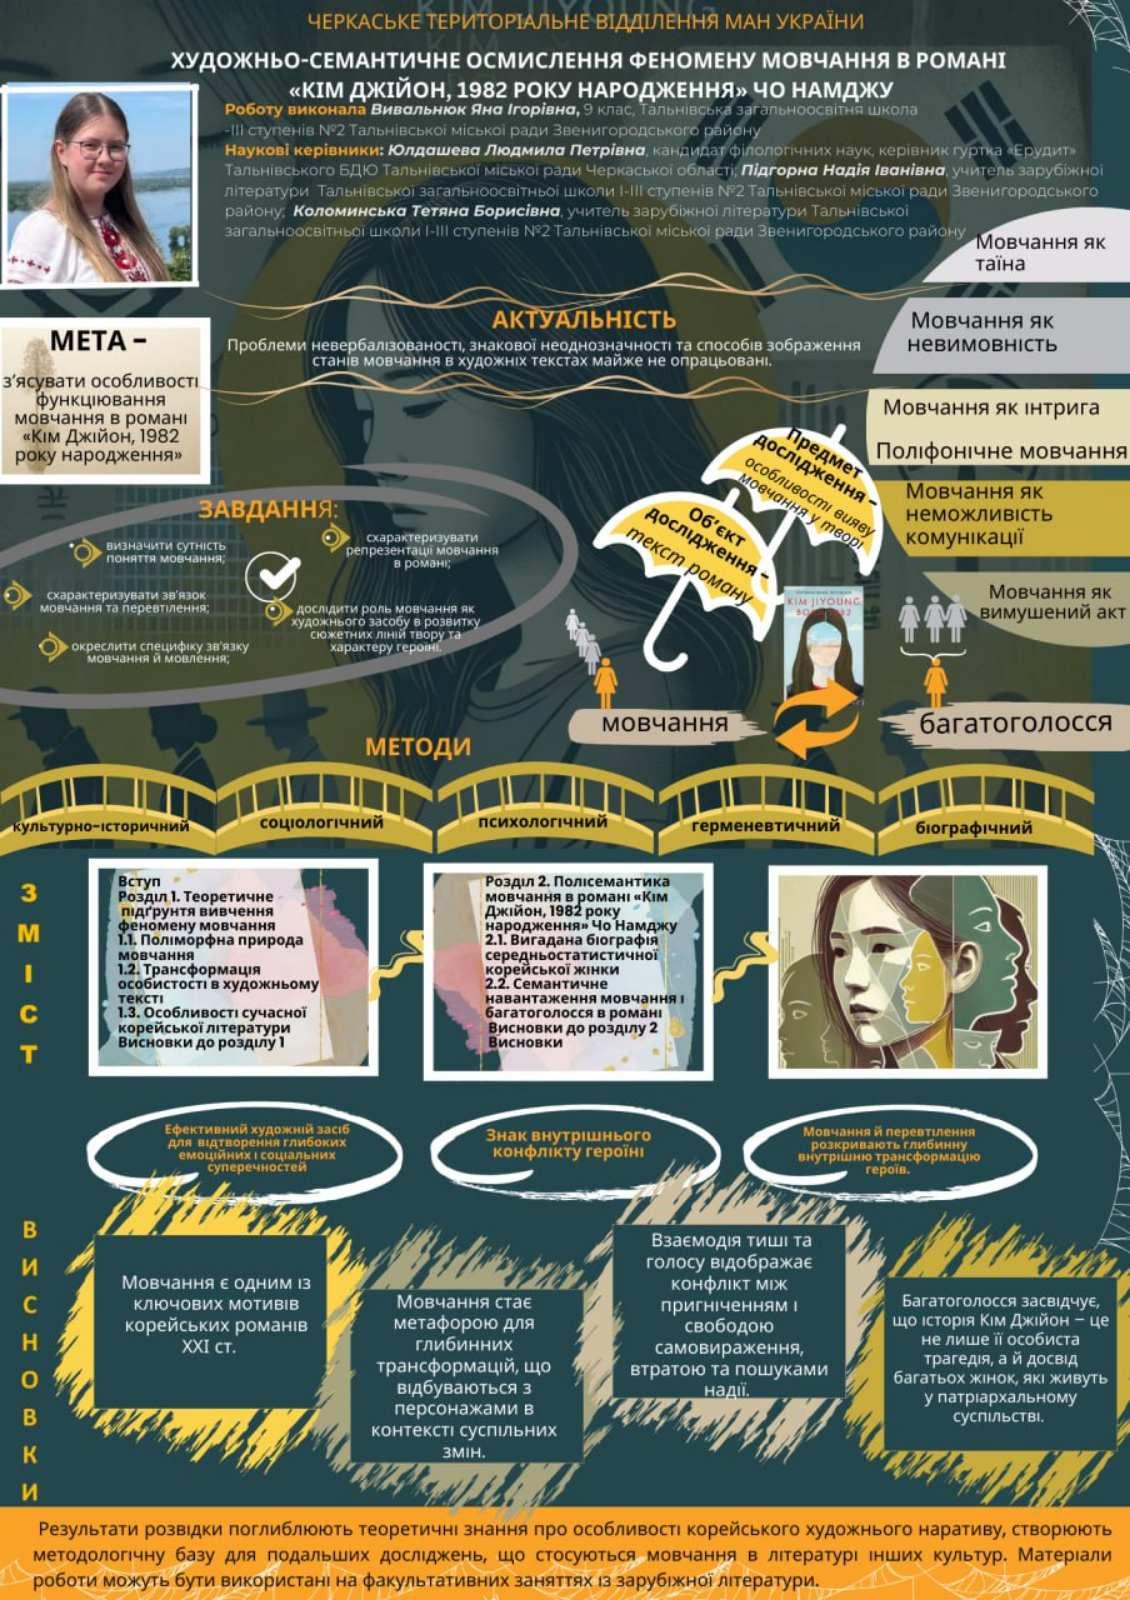 ЧЕРКАСЬКЕ ТЕРИТОРІАЛЬНЕ ВІДДІЛЕННЯ МАН УКРАЇНИ
ХУДОЖНЬО-СЕМАНТИЧНЕ ОСМИСЛЕННЯ ФЕНОМЕНУ МОВЧАННЯ В РОМАНІ
«КІМ ДЖІЙОН, 1982 РОКУ НАРОДЖЕННЯ» ЧО НАМДЖУ
Роботу виконала Вивальнюк Яна Ігорівна, 9 клас, Тальнівська загальноосвітня школа
-ІІІ ступенів №2 Тальнівської міської ради Звенигородського району
Наукові керівники: Юлдашева Людмила Петрівна, кандидат філологічних наук, керівник гуртка «Ерудит»
Тальнівського БДЮ Тальнівської міської ради Черкаської області; Підгорна Надія Іванівна, учитель зарубіжної
літератури Тальнівської загальноосвітньої школи І-ІІІ ступенів №2 Тальнівської міської ради Звенигородського
району; Коломинська Тетяна Борисівна, учитель зарубіжної літератури Тальнівської
загальноосвітньої школи І-ІІІ ступенів №2 Тальнівської міської ради Звенигородського району
Мовчання як
таїна
Мовчання як
невимовність
Мовчання як інтрига
Поліфонічне мовчання
Мовчання як
неможливість
комунікації
Мовчання як
вимушений акт
МЕТА –
з'ясувати особливості
функціювання
мовчання в романі
«Кім Джійон, 1982
року народження»
АКТУАЛЬНІСТЬ
Проблеми невербалізованості, знакової неоднозначності та способів зображення
станів мовчання в художніх текстах майже не опрацьовані.
ЗАВДАННЯ:
визначити сутність
поняття мовчання;
схарактеризувати зв'язок
мовчання та перевтілення;
окреслити специфіку зв'язку
мовчання й мовлення;
схарактеризувати
репрезентації мовчання
в романі;
дослідити роль мовчання як
художнього засобу в розвитку
сюжетних ліній твору та
характеру героїні.
Предмет
дослідження –
особливості вияву
мовчання у творі
Об'єкт
дослідження –
текст роману
KIM JIYOUNG
мовчання
багатоголосся
МЕТОДИ
культурно-історичний
соціологічний
психологічний
герменевтичний
біографічний
ЗМІСТ
Вступ
Розділ 1. Теоретичне
підґрунтя вивчення
феномену мовчання
1.1. Поліморфна природа
мовчання
1.2. Трансформація
особистості в художньому
тексті
1.3. Особливості сучасної
корейської літератури
Висновки до розділу 1
Розділ 2. Полісемантика
мовчання в романі «Кім
Джійон, 1982 року
народження» Чо Намджу
2.1. Вигадана біографія
середньостатистичної
корейської жінки
2.2. Семантичне
навантаження мовчання і
багатоголосся в романі
Висновки до розділу 2
Висновки
Ефективний художній засіб
для відтворення глибоких
емоційних і соціальних
суперечностей
Знак внутрішнього
конфлікту героїні
Мовчання й перевтілення
розкривають глибинну
внутрішню трансформацію
героїв.
ВИСНОВКИ
Мовчання є одним із
ключових мотивів
корейських романів
ХХІ ст.
Мовчання стає
метафорою для
глибинних
трансформацій, що
відбуваються з
персонажами в
контексті суспільних
змін.
Взаємодія тиші та
голосу відображає
конфлікт між
пригніченням і
свободою
самовираження,
втратою та пошуками
надії.
Багатоголосся засвідчує,
що історія Кім Джійон – це
не лише її особиста
трагедія, а й досвід
багатьох жінок, які живуть
у патріархальному
суспільстві.
Результати розвідки поглиблюють теоретичні знання про особливості корейського художнього наративу, створюють
методологічну базу для подальших досліджень, що стосуються мовчання в літературі інших культур. Матеріали
роботи можуть бути використані на факультативних заняттях із зарубіжної літератури.